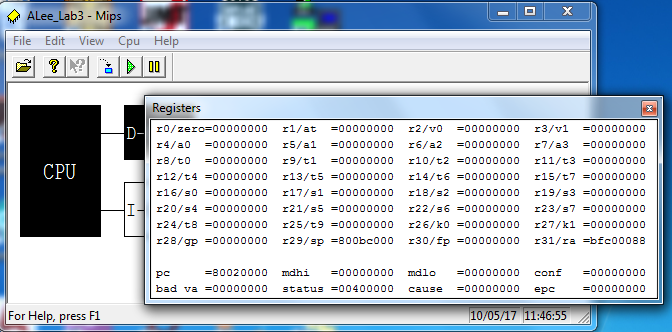 ALee_Lab3 - Mips
File Edit View Cpu Help
Registers
r0/zero=00000000 r1/at =00000000 r2/v0 =00000000 r3/v1 =00000000
r4/a0 =00000000 r5/a1 =00000000 r6/a2 =00000000 r7/a3 =00000000
r8/t0 =00000000 r9/t1 =00000000 r10/t2 =00000000 r11/t3 =00000000
r12/t4 =00000000 r13/t5 =00000000 r14/t6 =00000000 r15/t7 =00000000
r16/s0 =00000000 r17/s1 =00000000 r18/s2 =00000000 r19/s3 =00000000
r20/s4 =00000000 r21/s5 =00000000 r22/s6 =00000000 r23/s7 =00000000
r24/t8 =00000000 r25/t9 =00000000 r26/k0 =00000000 r27/k1 =00000000
r28/gp =00000000 r29/sp =800bc000 r30/fp =00000000 r31/ra =bfc00088
pc =80020000 mdhi =00000000 mdlo =00000000 conf =00000000
bad va =00000000 status =00400000 cause =00000000 epc =00000000
CPU
D-
I-
For Help, press F1
10/05/17 11:46:55